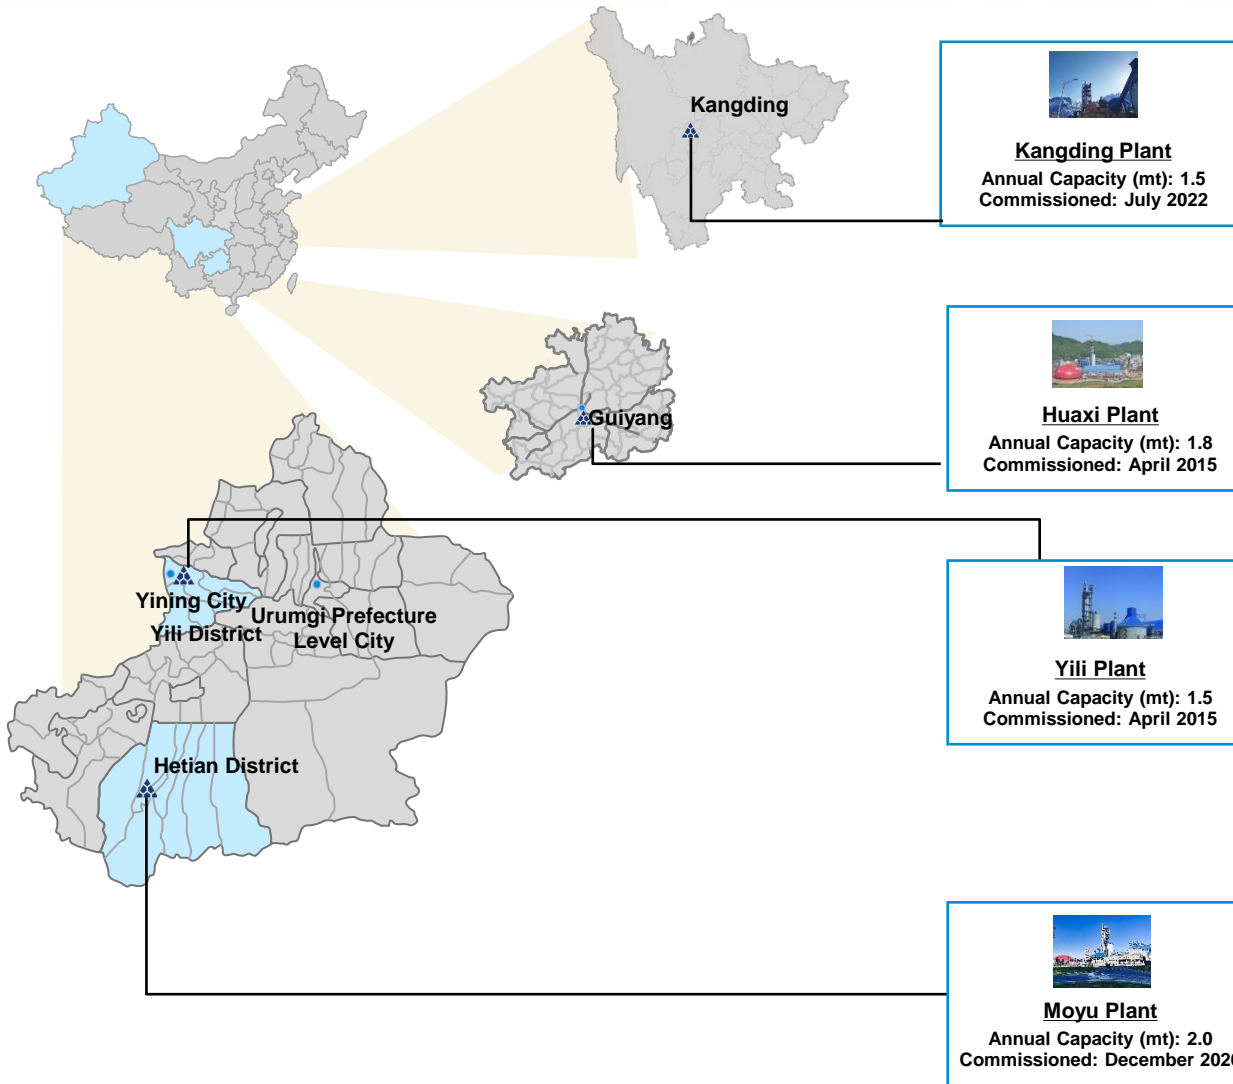 Kangding
Kangding Plant
Annual Capacity (mt): 1.5
Commissioned: July 2022
Guiyang
Huaxi Plant
Annual Capacity (mt): 1.8
Commissioned: April 2015
Yining City
Yili District
Urumgi Prefecture
Level City
Yili Plant
Annual Capacity (mt): 1.5
Commissioned: April 2015
Hetian District
Moyu Plant
Annual Capacity (mt): 2.0
Commissioned: December